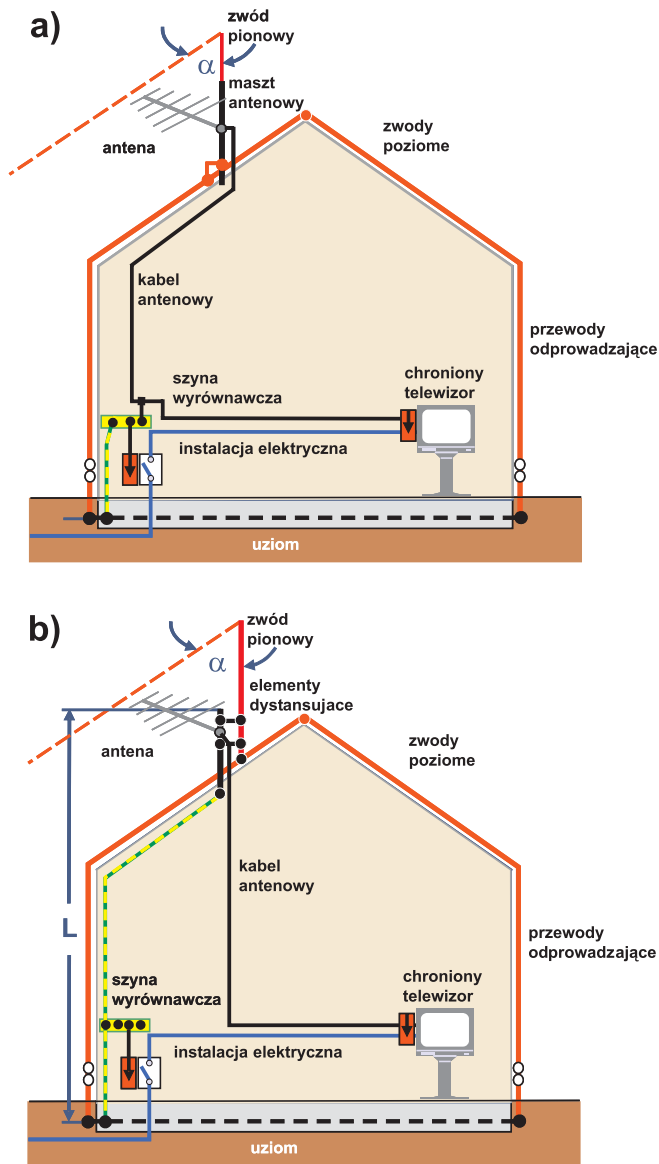 a)
zwód
pionowy
α
maszt
antenowy
antena
zwody
poziome
kabel
antenowy
przewody
odprowadzające
szyna
wyrównawcza
chroniony
telewizor
instalacja elektryczna
uziom
b)
zwód
pionowy
α
elementy
dystansujace
antena
zwody
poziome
kabel
antenowy
L
przewody
odprowadzające
szyna
wyrównawcza
chroniony
telewizor
instalacja elektryczna
uziom